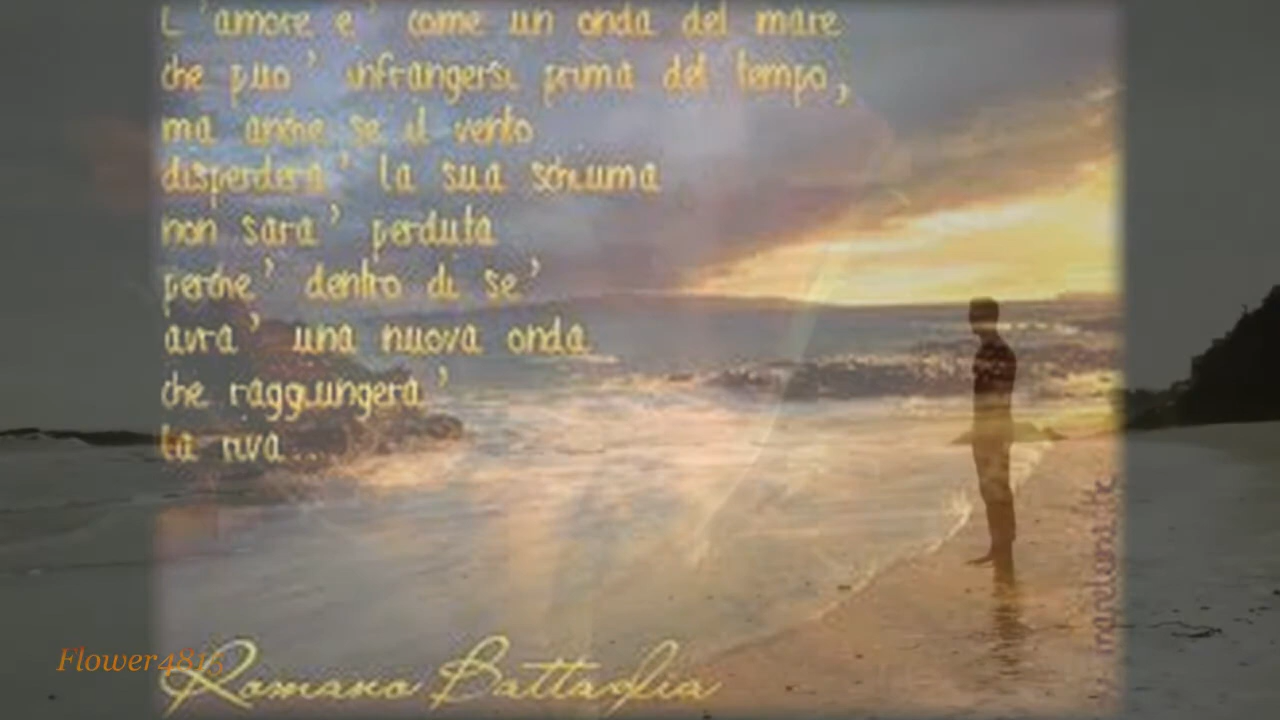 L'amore e' come un onda del mare
che puo' infrangersi prima del tempo,
ma anche se il vento
disperdera' la sua schiuma
non sara' perduta
perche' dentro di se'
avra' una nuova onda
che raggiungera'
la riva...
Flower4813
Romano Battaglia